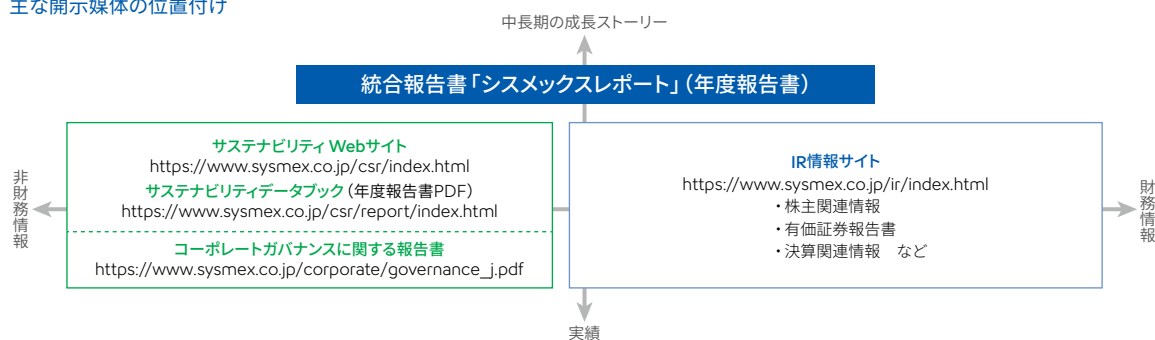 主な開示媒体の位置付け
中長期の成長ストーリー
統合報告書「シスメックスレポート」（年度報告書）
非財務情報
サステナビリティ Webサイト
https://www.sysmex.co.jp/csr/index.html
サステナビリティデータブック（年度報告書PDF）
https://www.sysmex.co.jp/csr/report/index.html
コーポレートガバナンスに関する報告書
https://www.sysmex.co.jp/corporate/governance_j.pdf
IR情報サイト
https://www.sysmex.co.jp/ir/index.html
・株主関連情報
・有価証券報告書
・決算関連情報　など
財務情報
実績